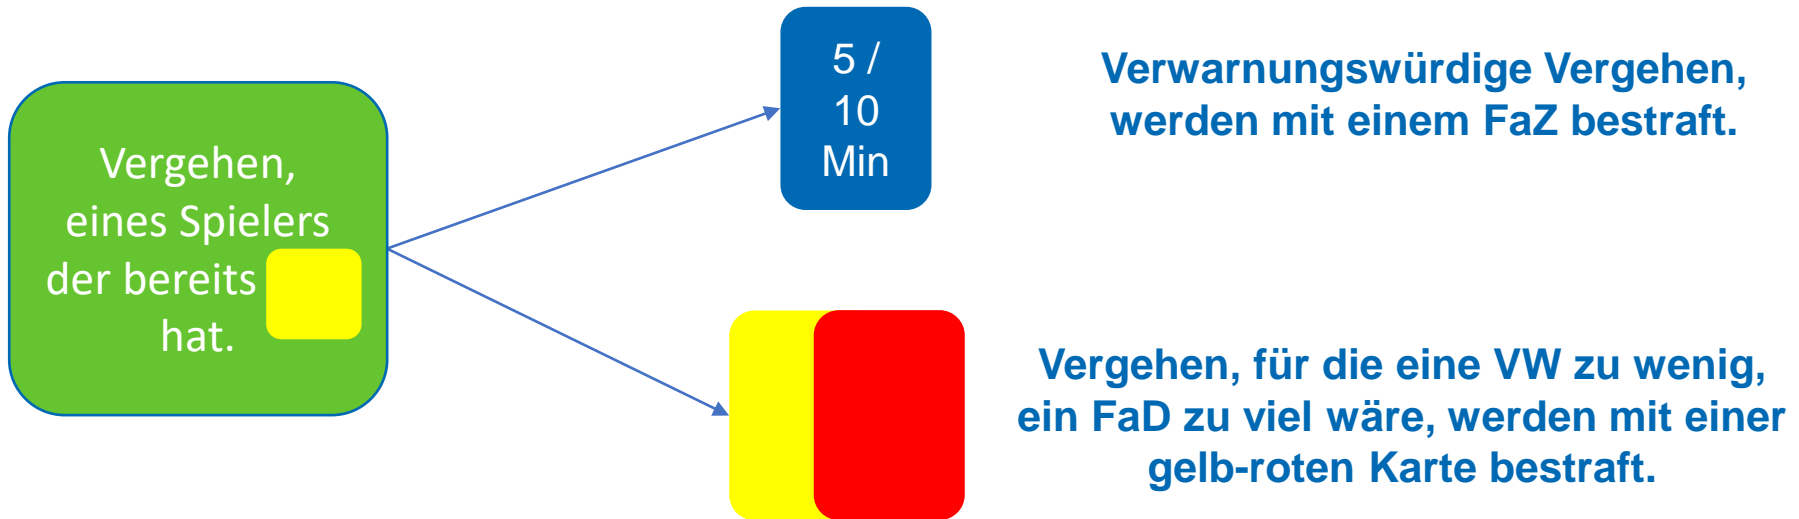 Vergehen,
eines Spielers
der bereits
hat.
5 /
10
Min
Verwarnungswürdige Vergehen,
werden mit einem FaZ bestraft.
Vergehen, für die eine VW zu wenig,
ein FaD zu viel wäre, werden mit einer
gelb-roten Karte bestraft.